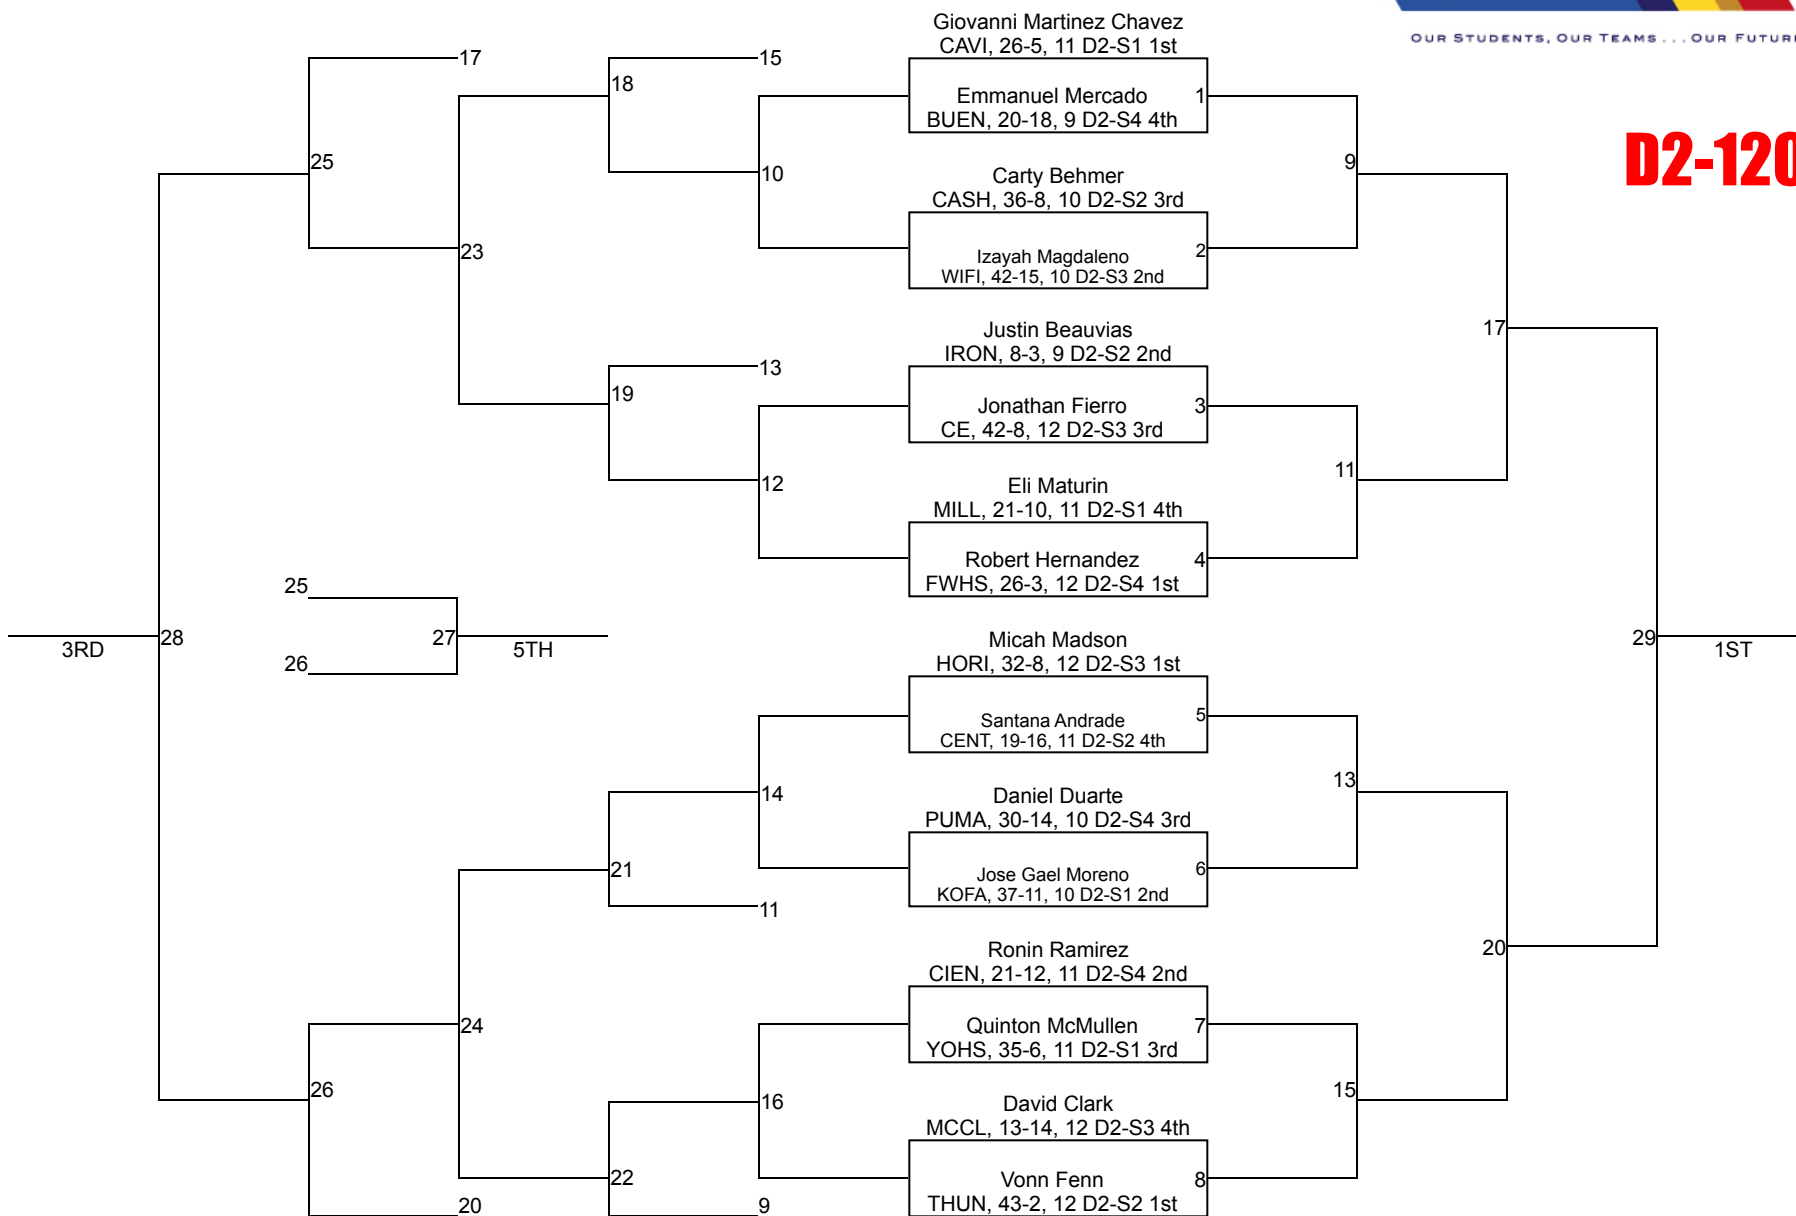 OUR STUDENTS, OUR TEAMS . . . OUR FUTURE
D2-120
Giovanni Martinez Chavez
CAVI, 26-5, 11 D2-S1 1st
17
15
18
Emmanuel Mercado
1
BUEN, 20-18, 9 D2-S4 4th
25
9
10
Carty Behmer
CASH, 36-8, 10 D2-S2 3rd
23
Izayah Magdaleno
2
WIFI, 42-15, 10 D2-S3 2nd
Justin Beauvias
17
IRON, 8-3, 9 D2-S2 2nd
13
19
Jonathan Fierro
3
CE, 42-8, 12 D2-S3 3rd
12
11
Eli Maturin
MILL, 21-10, 11 D2-S1 4th
Robert Hernandez
4
FWHS, 26-3, 12 D2-S4 1st
25
28
27
29
3RD
5TH
1ST
26
Micah Madson
HORI, 32-8, 12 D2-S3 1st
Santana Andrade
5
CENT, 19-16, 11 D2-S2 4th
14
13
Daniel Duarte
PUMA, 30-14, 10 D2-S4 3rd
21
Jose Gael Moreno
6
KOFA, 37-11, 10 D2-S1 2nd
11
Ronin Ramirez
20
CIEN, 21-12, 11 D2-S4 2nd
24
Quinton McMullen
7
YOHS, 35-6, 11 D2-S1 3rd
26
16
15
David Clark
MCCL, 13-14, 12 D2-S3 4th
22
Vonn Fenn
8
THUN, 43-2, 12 D2-S2 1st
20
9